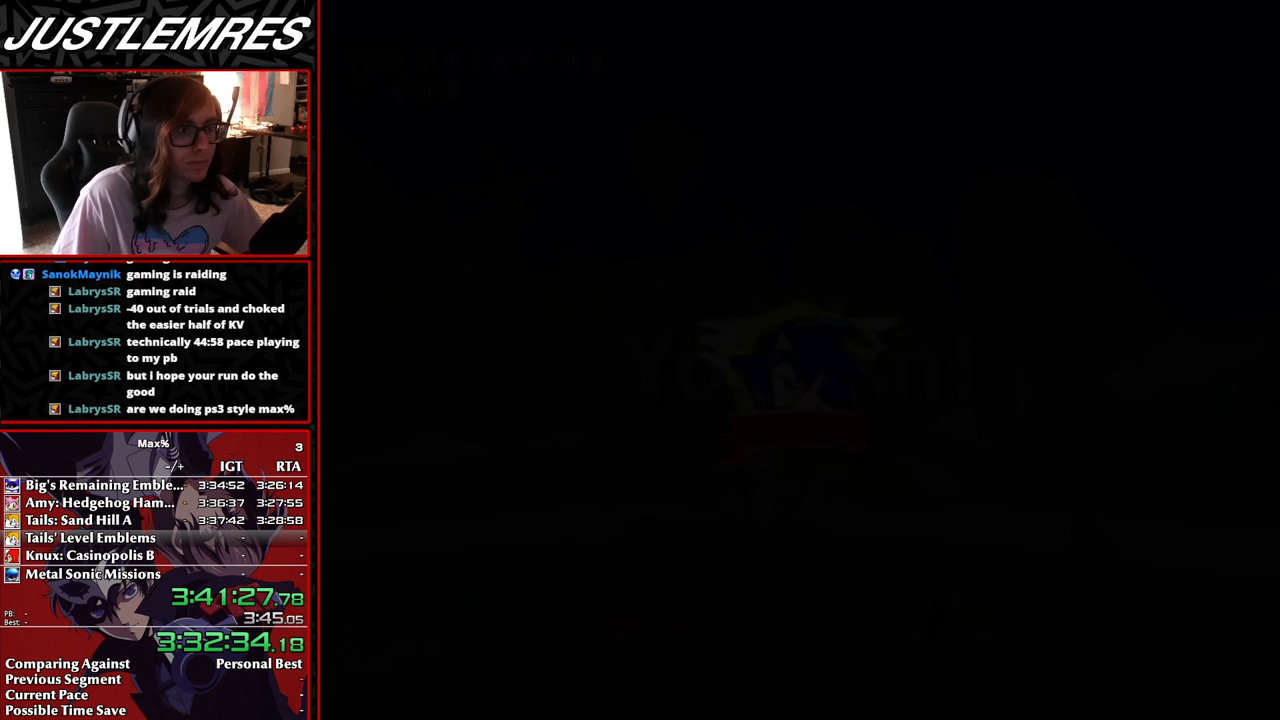 JUSTLEMRES
SanokMaynik gaming is raiding
LabrysSR gaming raid
LabrysSR -40 out of trials and choked
the easier half of KV
LabrysSR technically 44:58 pace playing
to my pb
LabrysSR but i hope your run do the
good
LabrysSR are we doing ps3 style max%
Max% 3
-/+ IGT RTA
Big's Remaining Emble... - 3:34:52 3:26:14
Amy: Hedgehog Ham... - 3:36:37 3:27:55
Tails: Sand Hill A 3:37:42 3:28:58
Tails' Level Emblems - -
Knux: Casinopolis B - -
Metal Sonic Missions - -
3:41:27.78
PB: -
Best: -
3:45.05
3:32:34.18
Comparing Against Personal Best
Previous Segment -
Current Pace -
Possible Time Save -